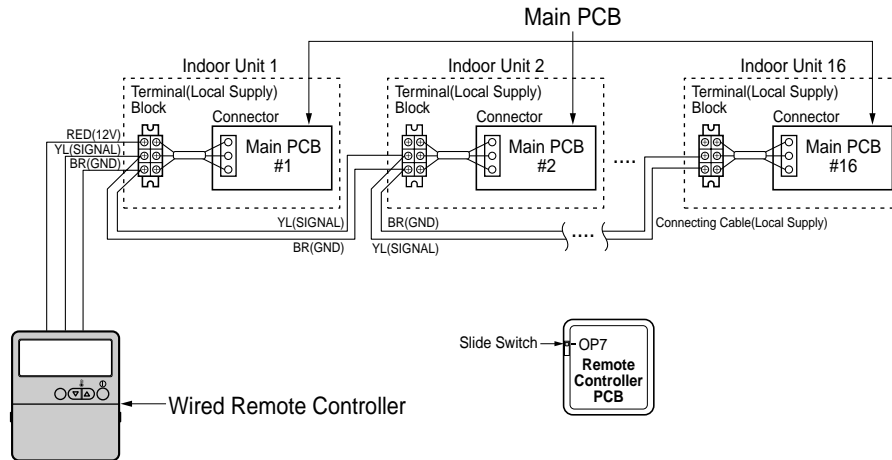 Main PCB
Indoor Unit 1
Indoor Unit 2
Indoor Unit 16
Terminal(Local Supply)
Block
Terminal(Local Supply)
Block
Terminal(Local Supply)
Block
Connector
Connector
Connector
RED(12V)
YL(SIGNAL)
BR(GND)
Main PCB
#1
Main PCB
#2
....
Main PCB
#16
YL(SIGNAL)
BR(GND)
BR(GND)
YL(SIGNAL)
....
Connecting Cable(Local Supply)
Slide Switch
OP7
Remote
Controller
PCB
Wired Remote Controller